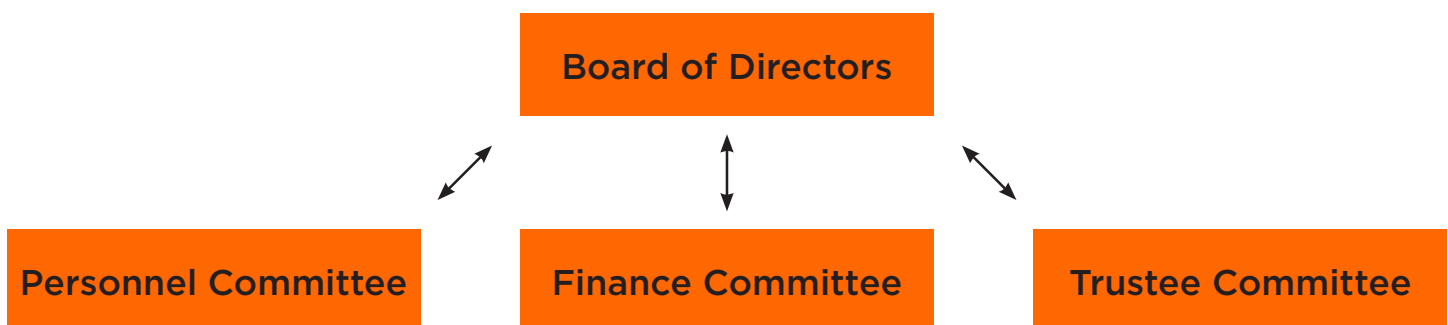 Board of Directors
Personnel Committee
Finance Committee
Trustee Committee